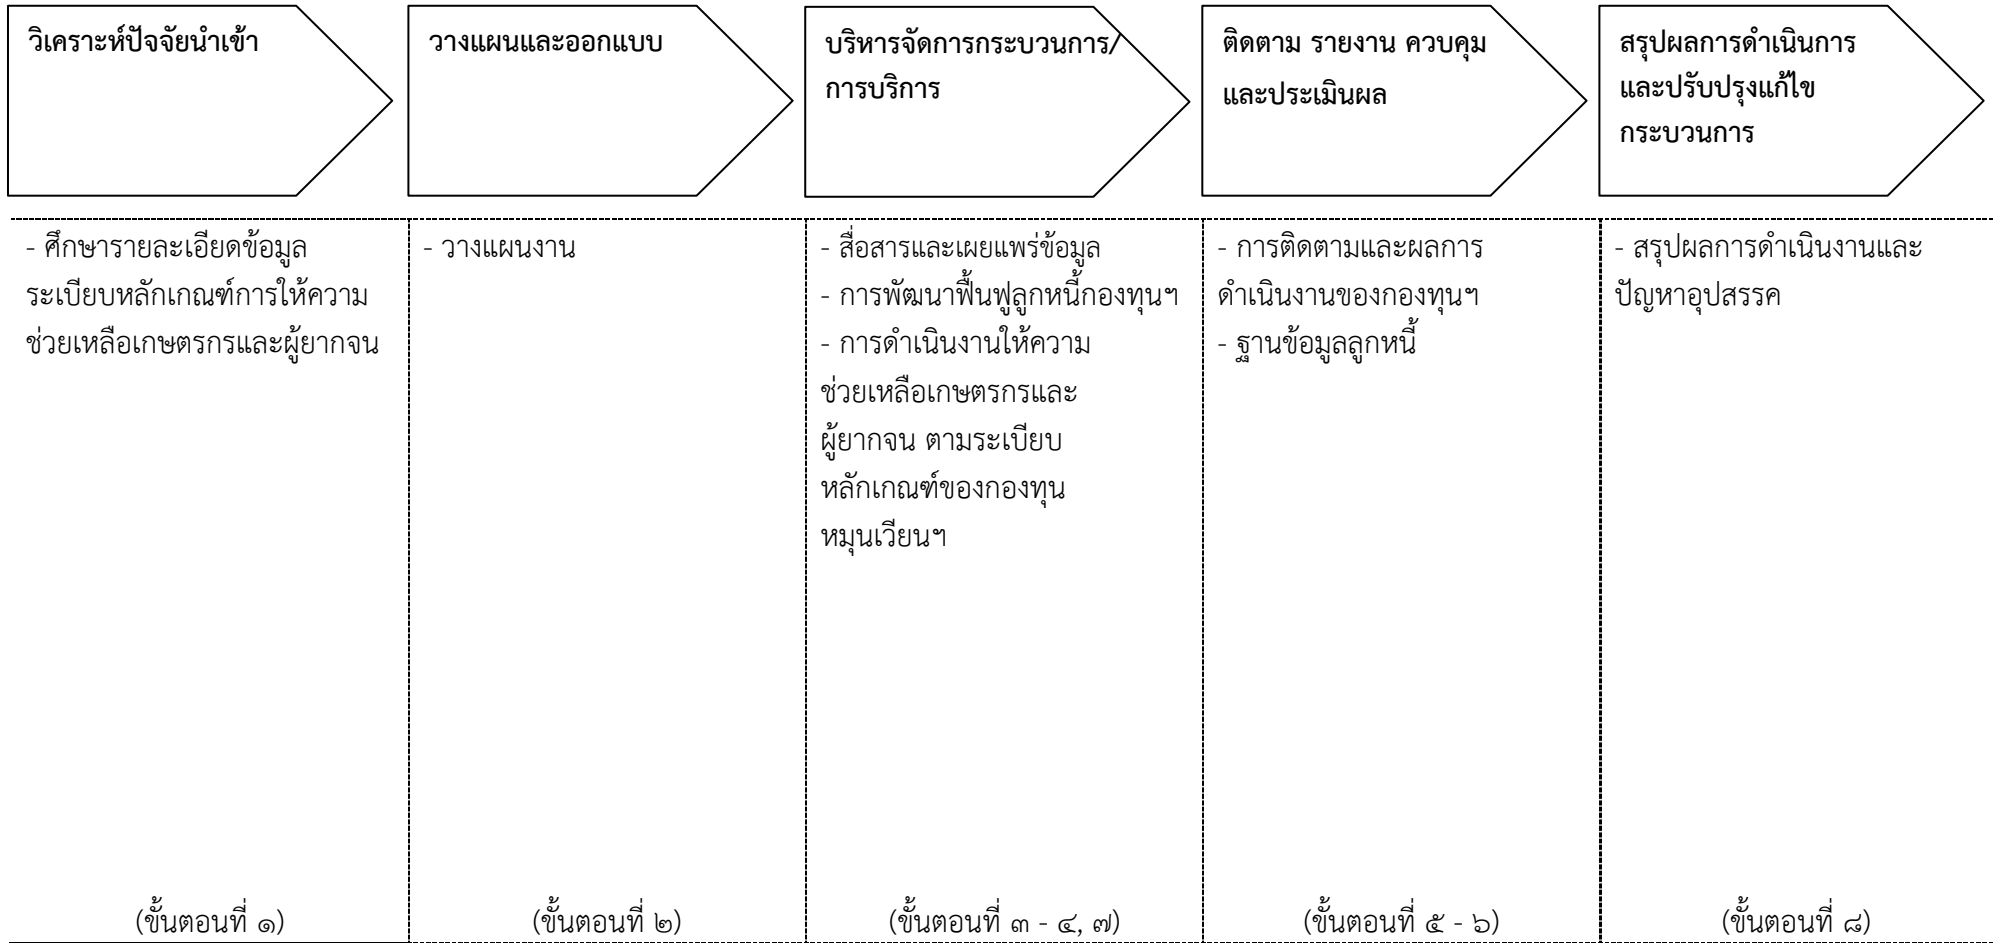 วิเคราะห์ปัจจัยนำเข้า
วางแผนและออกแบบ
บริหารจัดการกระบวนการ/
การบริการ
ติดตาม รายงาน ควบคุม
และประเมินผล
สรุปผลการดำเนินการ
และปรับปรุงแก้ไข
กระบวนการ
- ศึกษารายละเอียดข้อมูล
ระเบียบหลักเกณฑ์การให้ความ
ช่วยเหลือเกษตรกรและผู้ยากจน
(ขั้นตอนที่ ๑)
- วางแผนงาน
(ขั้นตอนที่ ๒)
- สื่อสารและเผยแพร่ข้อมูล
- การพัฒนาฟื้นฟูลูกหนี้กองทุนฯ
- การดำเนินงานให้ความ
ช่วยเหลือเกษตรกรและ
ผู้ยากจน ตามระเบียบ
หลักเกณฑ์ของกองทุน
หมุนเวียนฯ
(ขั้นตอนที่ ๓ - ๔, ๗)
- การติดตามและผลการ
ดำเนินงานของกองทุนฯ
- ฐานข้อมูลลูกหนี้
(ขั้นตอนที่ ๕ - ๖)
- สรุปผลการดำเนินงานและ
ปัญหาอุปสรรค
(ขั้นตอนที่ ๘)